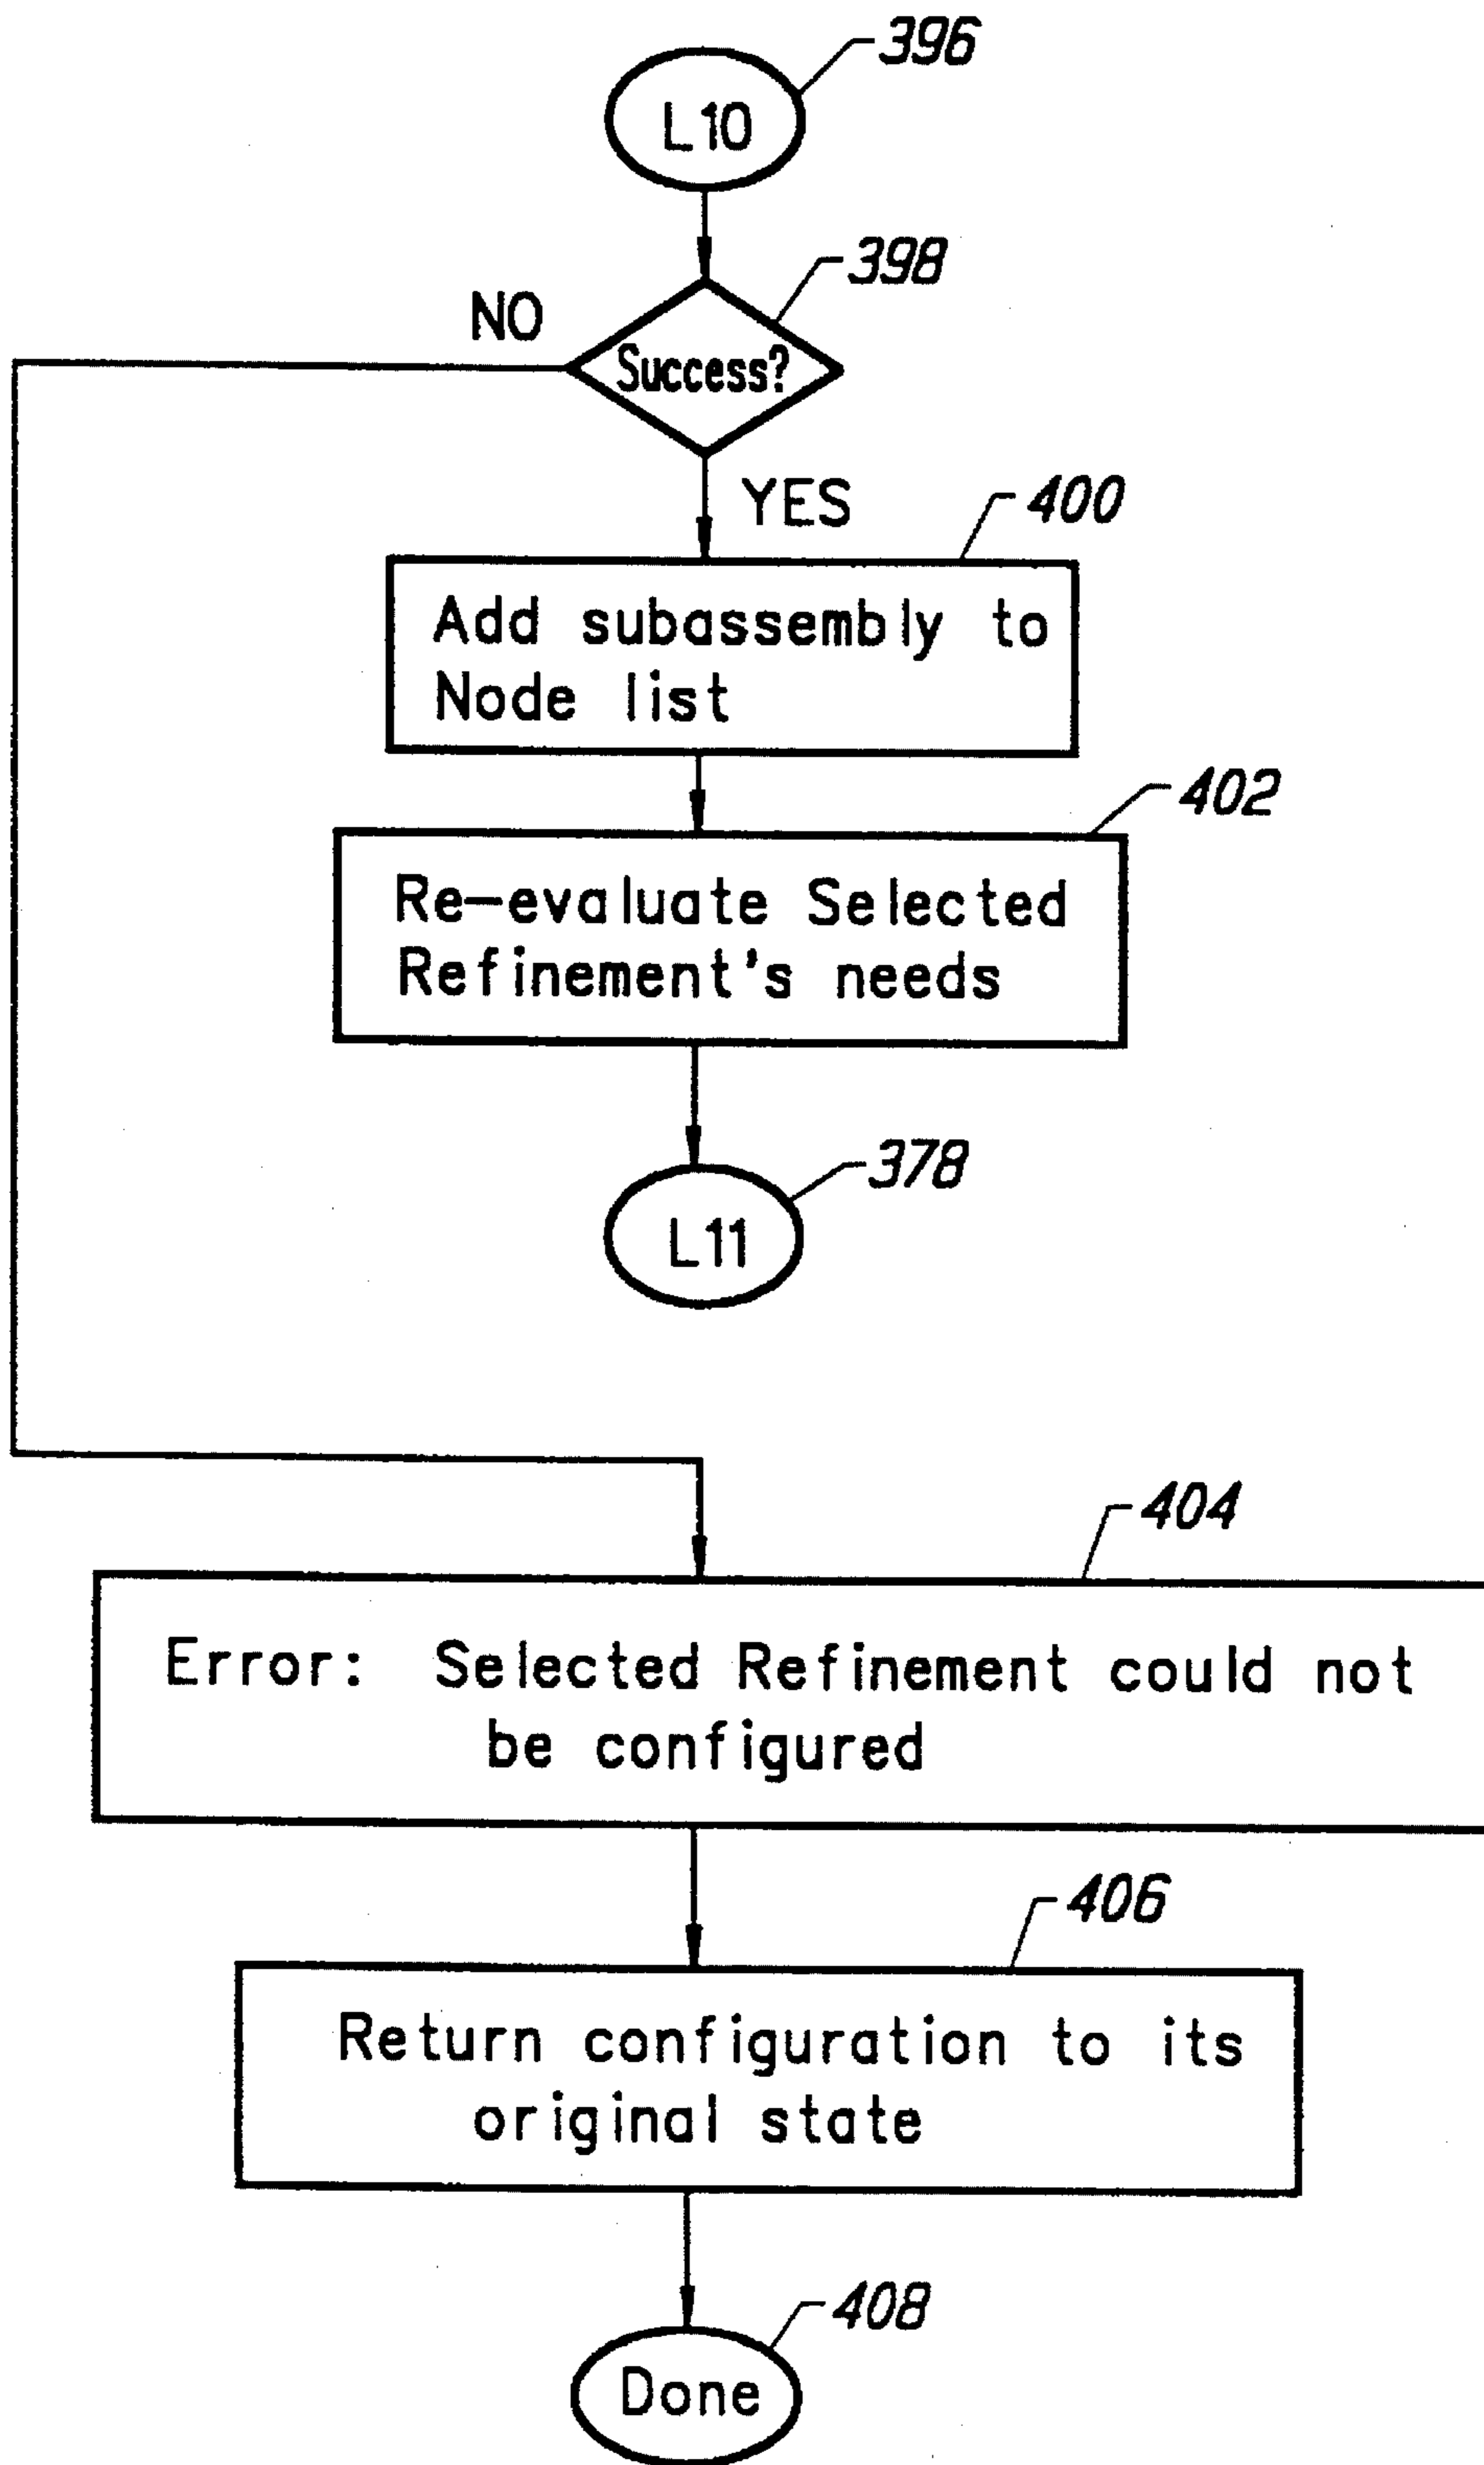 396
L10
398
NO
Success?
YES
400
Add subassembly to
Node list
402
Re-evaluate Selected
Refinement's needs
378
L11
404
Error: Selected Refinement could not
be configured
406
Return configuration to its
original state
408
Done